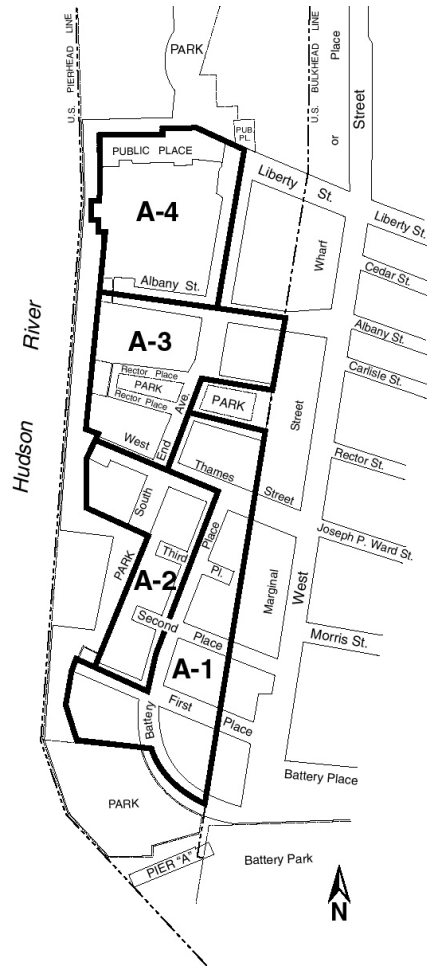 U.S. PIERHEAD LINE
PARK
U.S. BULKHEAD LINE
Place
or
Street
PUB.
PL.
PUBLIC PLACE
Liberty St.
A-4
Liberty St.
Wharf
Cedar St.
Albany St.
Albany St.
Hudson River
A-3
Carlisle St.
Rector Place
PARK
Rector Place
West End Ave.
PARK
Street
Rector St.
Thames Street
South
Place
Joseph P. Ward St.
PARK
Third
Pl.
A-2
Marginal
West
Second Place
Morris St.
A-1
First Place
Battery
Battery Place
PARK
PIER "A"
Battery Park
N